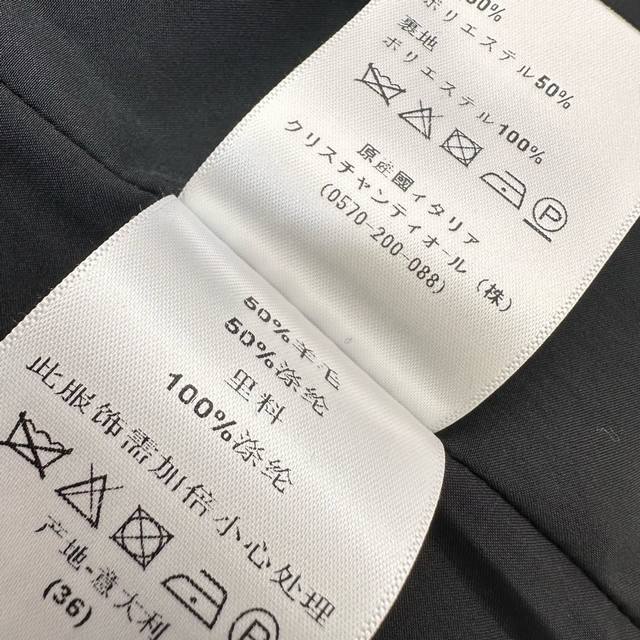 ポリエステル50%
裏地
ポリエステル100%
原産國イタリア
クリスチャンディオール(株)
(0570-200-088)
50%羊毛
50%涤纶
里料
100%涤纶
此服饰需加倍小心处理
P
产地-意大利
(36)